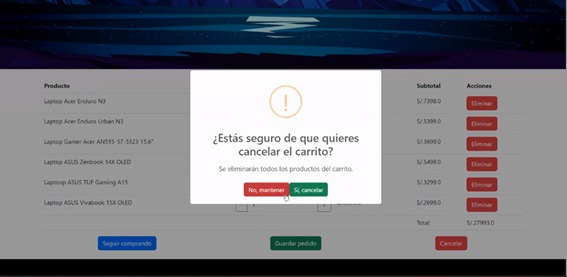 Producto Subtotal Acciones
Laptop Acer Enduro N3 S/.7398.0 Eliminar
Laptop Acer Enduro Urban N3 S/.5399.0 Eliminar
Laptop Gamer Acer AN515-57-5323 15.6" S/.3699.0 Eliminar
Laptop ASUS Zenbook 14X OLED S/.5499.0 Eliminar
Laptocp ASUS TUF Gaming A15 S/.3299.0 Eliminar
Laptop ASUS Vivabook 15X OLED S/.2699.0 Eliminar
!
¿Estás seguro de que quieres
cancelar el carrito?
Se eliminarán todos los productos del carrito.
No, mantener Sí, cancelar
Total: S/.27993.0
Seguir comprando Guardar pedido Cancelar